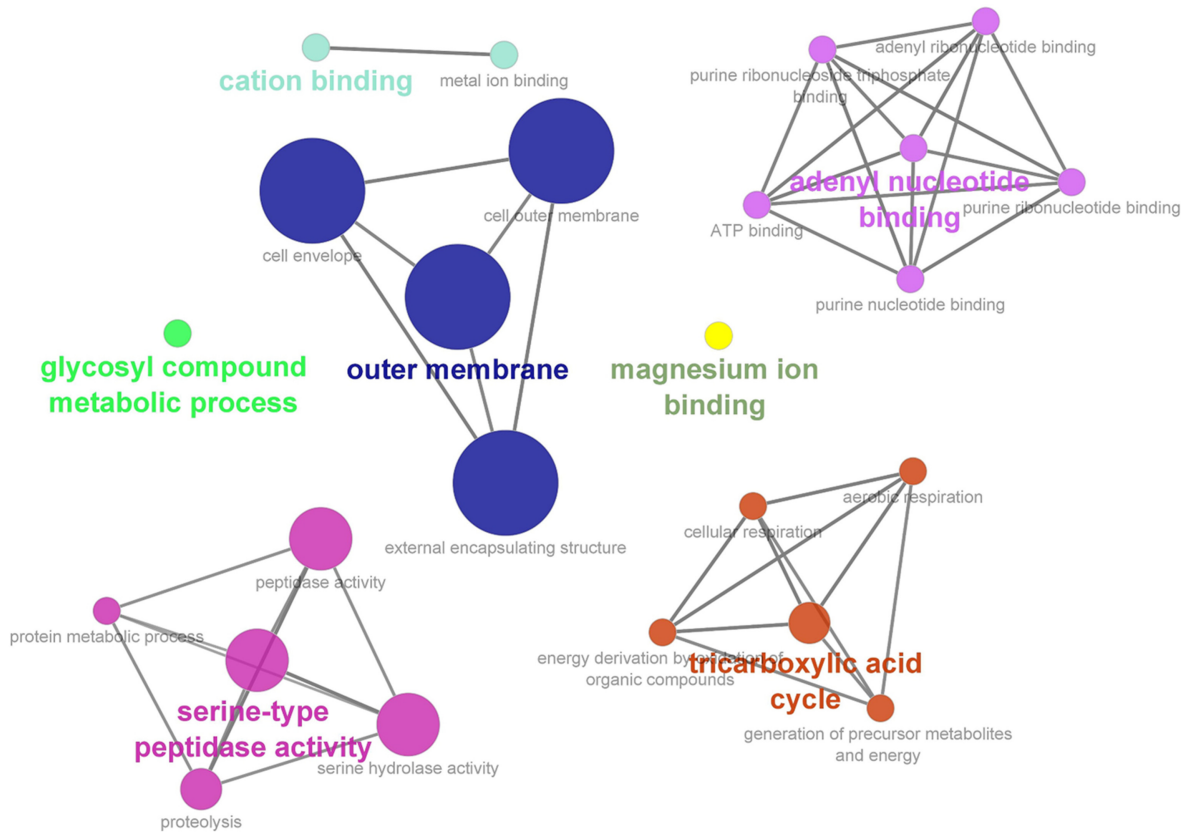 adenyl ribonucleotide binding
cation binding
metal ion binding
purine ribonucleoside triphosphate
binding
adenyl nucleotide
binding
purine ribonucleotide binding
ATP binding
purine nucleotide binding
cell outer membrane
cell envelope
glycosyl compound
metabolic process
outer membrane
magnesium ion
binding
external encapsulating structure
aerobic respiration
cellular respiration
energy derivation by oxidation of
organic compounds
tricarboxylic acid
cycle
generation of precursor metabolites
and energy
peptidase activity
protein metabolic process
serine-type
peptidase activity
serine hydrolase activity
proteolysis